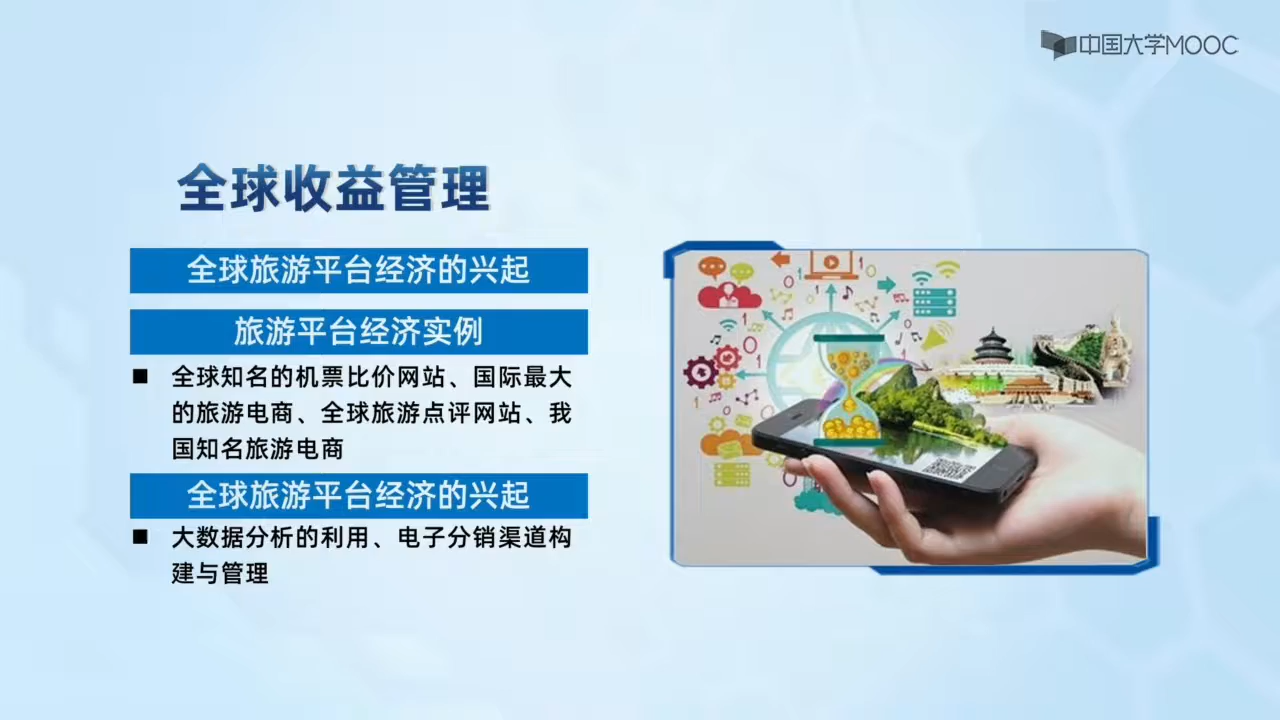 中国大学MOOC
全球收益管理
全球旅游平台经济的兴起
旅游平台经济实例
■ 全球知名的机票比价网站、国际最大
的旅游电商、全球旅游点评网站、我
国知名旅游电商
全球旅游平台经济的兴起
■ 大数据分析的利用、电子分销渠道构
建与管理